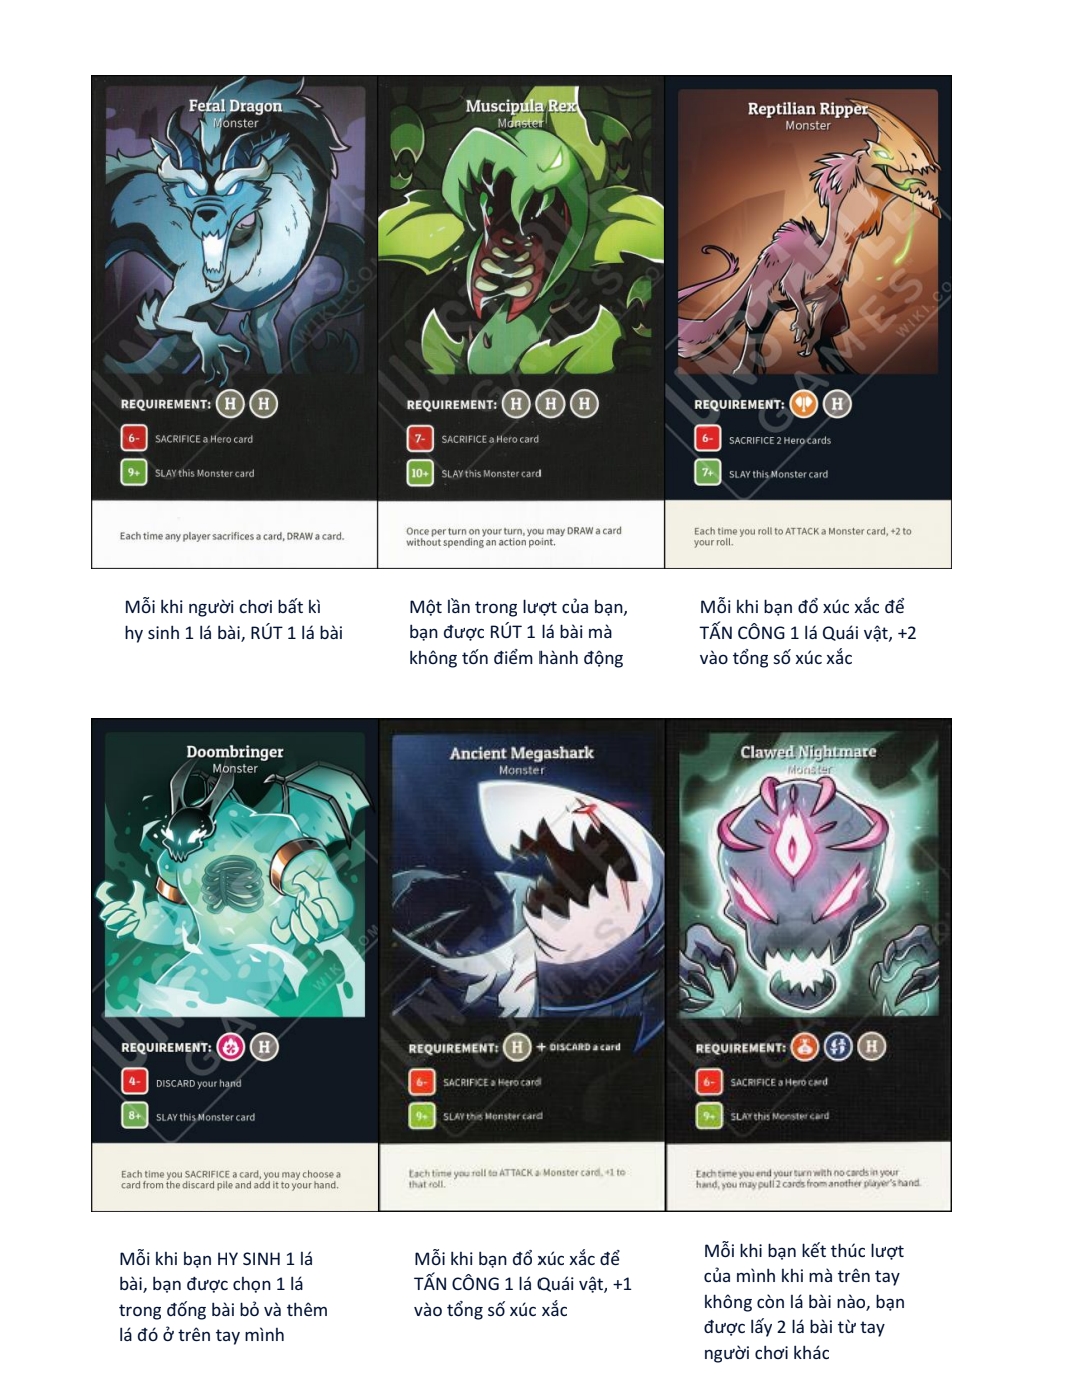 Feral Dragon
Monster
REQUIREMENT: H H
6- SACRIFICE a Hero card
9+ SLAY this Monster card
Each time any player sacrifices a card, DRAW a card.
Muscipula Rex
Monster
REQUIREMENT: H H H
7- SACRIFICE a Hero card
10+ SLAY this Monster card
Once per turn on your turn, you may DRAW a card
without spending an action point.
Reptilian Ripper
Monster
REQUIREMENT: H
6- SACRIFICE 2 Hero cards
7+ SLAY this Monster card
Each time you roll to ATTACK a Monster card, +2 to
your roll.
UNSTABLE
GAMES
WIKI.CO
Mỗi khi người chơi bất kì
hy sinh 1 lá bài, RÚT 1 lá bài
Một lần trong lượt của bạn,
bạn được RÚT 1 lá bài mà
không tốn điểm hành động
Mỗi khi bạn đổ xúc xắc để
TẤN CÔNG 1 lá Quái vật, +2
vào tổng số xúc xắc
Doombringer
Monster
REQUIREMENT: H
4- DISCARD your hand
8+ SLAY this Monster card
Each time you SACRIFICE a card, you may choose a
card from the discard pile and add it to your hand.
Ancient Megashark
Monster
REQUIREMENT: H + DISCARD a card
6- SACRIFICE a Hero card
9+ SLAY this Monster card
Each time you roll to ATTACK a Monster card, +1 to
that roll.
Clawed Nightmare
Monster
REQUIREMENT: H
6- SACRIFICE a Hero card
9+ SLAY this Monster card
Each time you end your turn with no cards in your
hand, you may pull 2 cards from another player's hand.
Mỗi khi bạn HY SINH 1 lá
bài, bạn được chọn 1 lá
trong đống bài bỏ và thêm
lá đó ở trên tay mình
Mỗi khi bạn đổ xúc xắc để
TẤN CÔNG 1 lá Quái vật, +1
vào tổng số xúc xắc
Mỗi khi bạn kết thúc lượt
của mình khi mà trên tay
không còn lá bài nào, bạn
được lấy 2 lá bài từ tay
người chơi khác